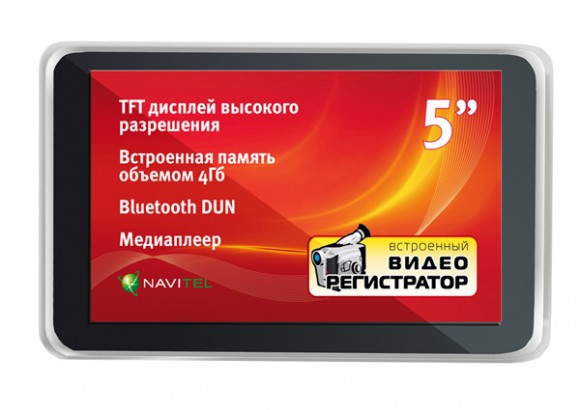 TFT дисплей высокого
разрешения
5”
Встроенная память
объемом 4Гб
Bluetooth DUN
Медиаплеер
NAVITEL
встроенный
ВИДЕО
РЕГИСТРАТОР